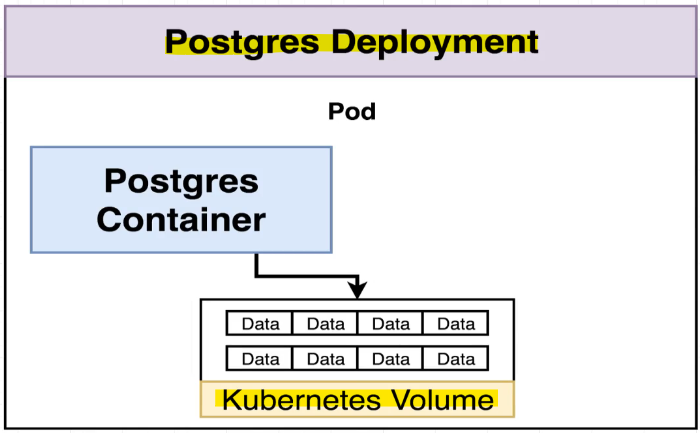 Postgres Deployment
Pod
Postgres
Container
Data Data Data Data
Data Data Data Data
Kubernetes Volume